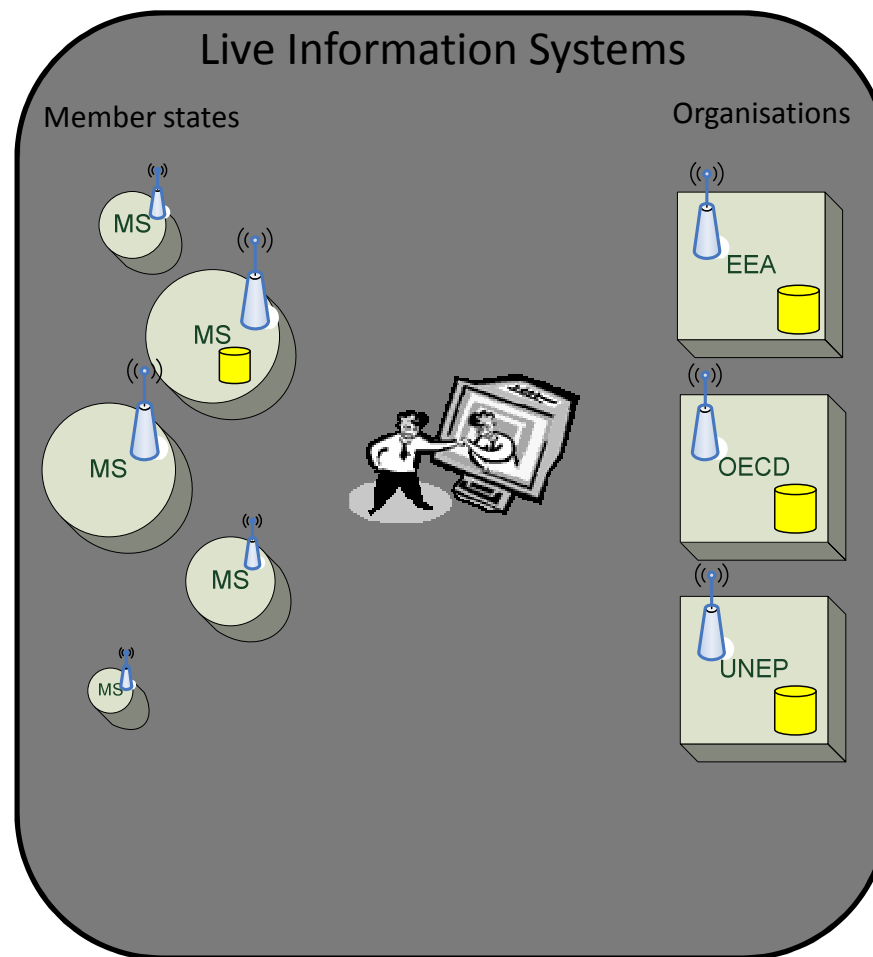 Live Information Systems
Member states
Organisations
MS
MS
MS
MS
MS
EEA
OECD
UNEP